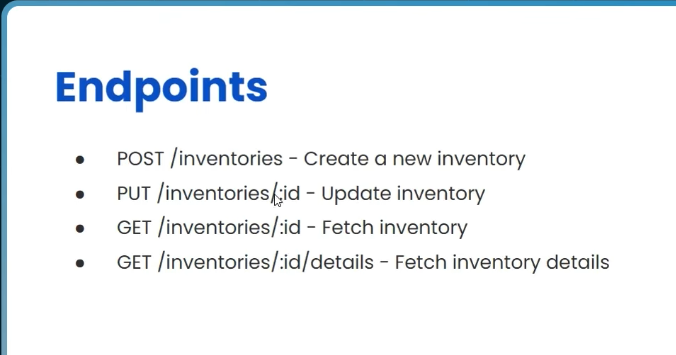 Endpoints
● POST /inventories - Create a new inventory
● PUT /inventories/:id - Update inventory
● GET /inventories/:id - Fetch inventory
● GET /inventories/:id/details - Fetch inventory details